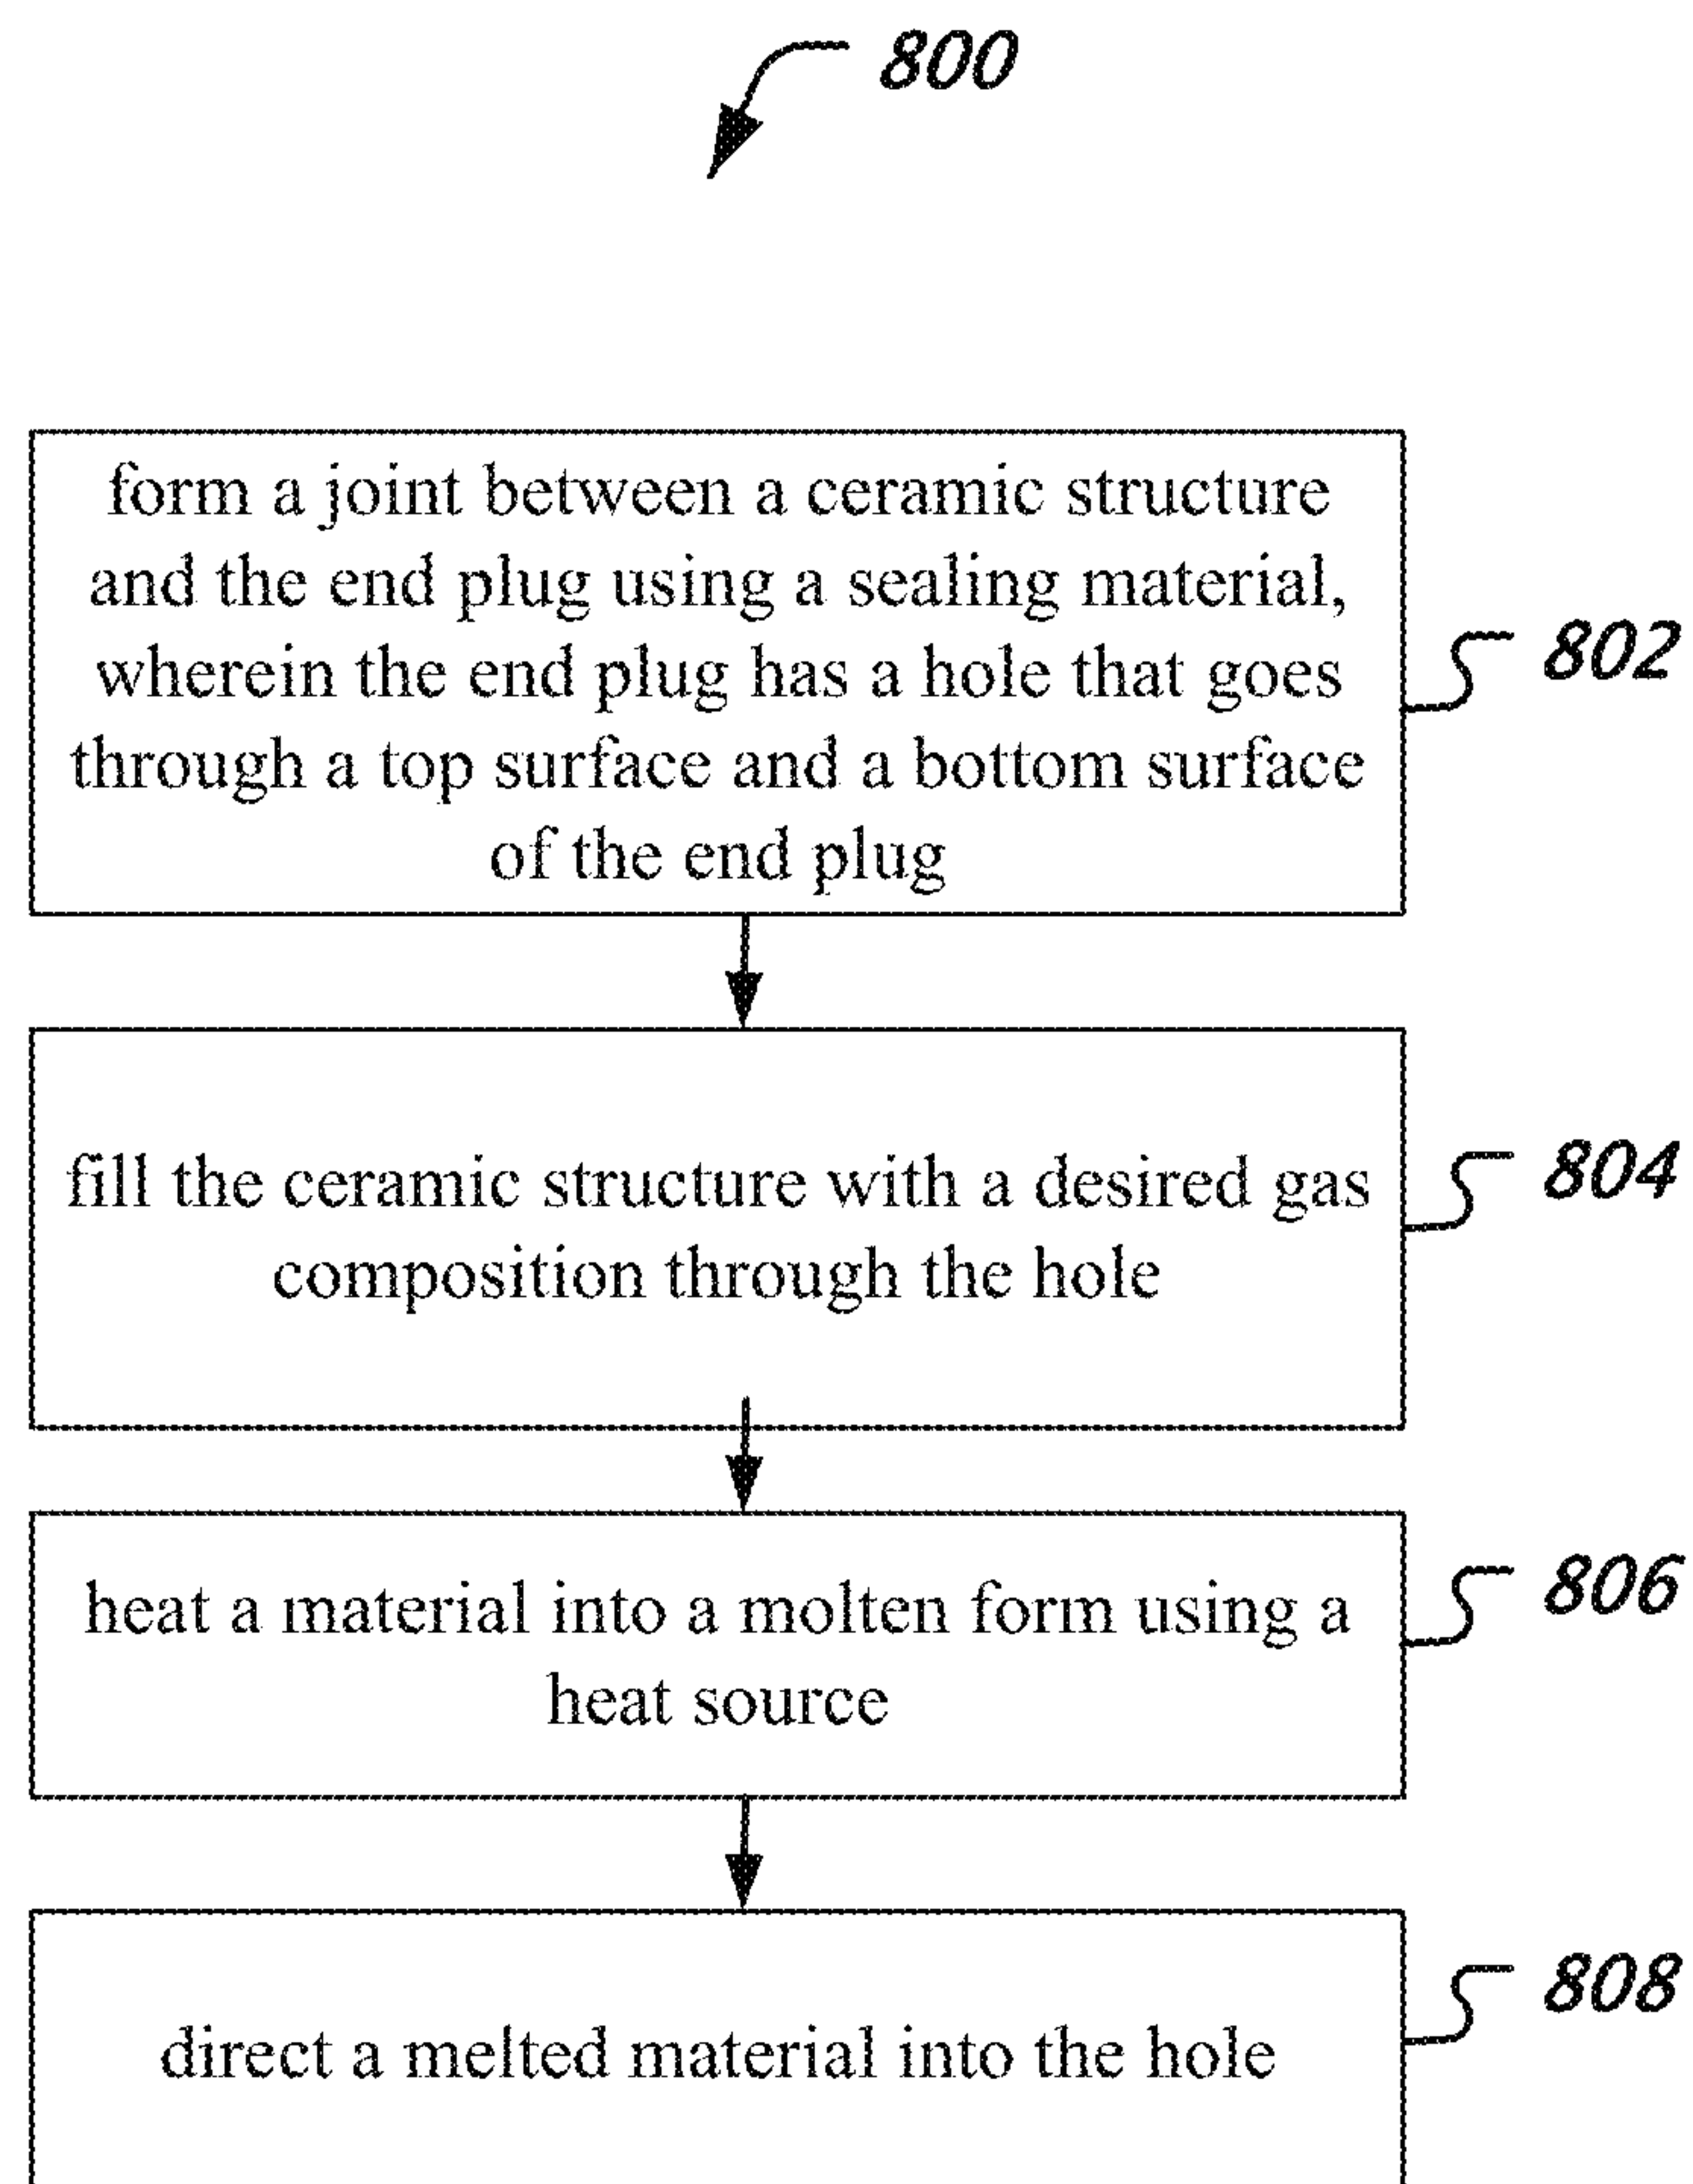 800
form a joint between a ceramic structure
and the end plug using a sealing material,
wherein the end plug has a hole that goes
through a top surface and a bottom surface
of the end plug
802
fill the ceramic structure with a desired gas
composition through the hole
804
heat a material into a molten form using a
heat source
806
direct a melted material into the hole
808